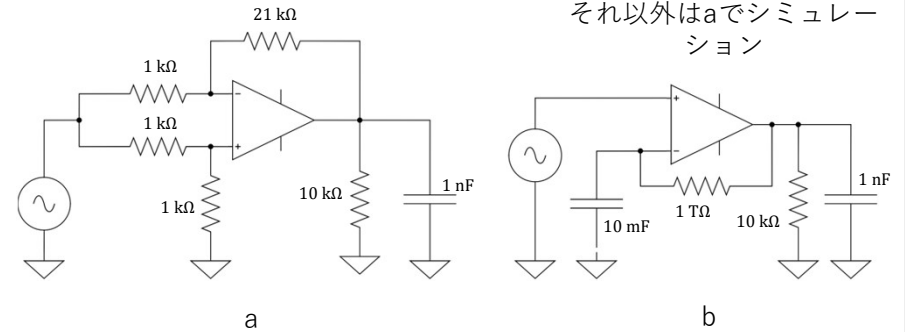 21 kΩ
それ以外はaでシミュレー
ション
1 kΩ
1 kΩ
1 kΩ
10 kΩ
1 nF
10 mF
1 TΩ
10 kΩ
1 nF
a
b